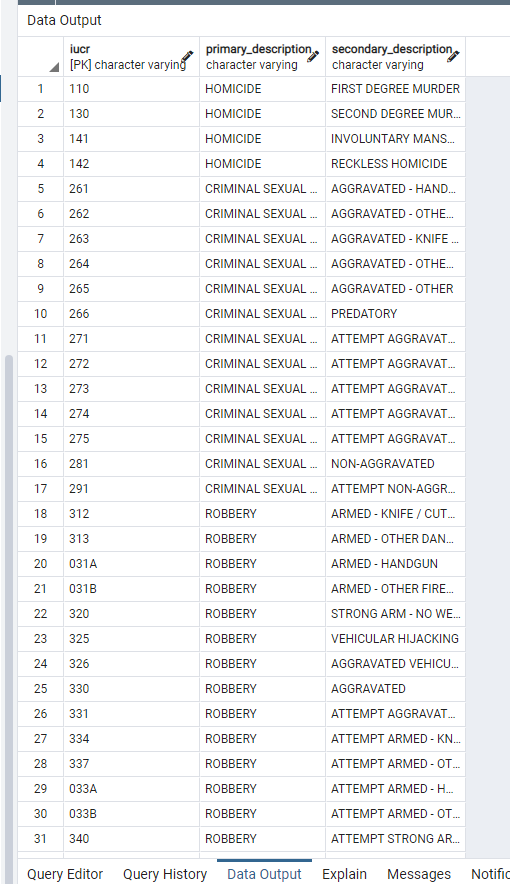 Data Output
iucr primary_description secondary_description
[PK] character varying character varying character varying
1 110 HOMICIDE FIRST DEGREE MURDER
2 130 HOMICIDE SECOND DEGREE MUR...
3 141 HOMICIDE INVOLUNTARY MANS...
4 142 HOMICIDE RECKLESS HOMICIDE
5 261 CRIMINAL SEXUAL ... AGGRAVATED - HAND...
6 262 CRIMINAL SEXUAL ... AGGRAVATED - OTHE...
7 263 CRIMINAL SEXUAL ... AGGRAVATED - KNIFE ...
8 264 CRIMINAL SEXUAL ... AGGRAVATED - OTHE...
9 265 CRIMINAL SEXUAL ... AGGRAVATED - OTHER
10 266 CRIMINAL SEXUAL ... PREDATORY
11 271 CRIMINAL SEXUAL ... ATTEMPT AGGRAVAT...
12 272 CRIMINAL SEXUAL ... ATTEMPT AGGRAVAT...
13 273 CRIMINAL SEXUAL ... ATTEMPT AGGRAVAT...
14 274 CRIMINAL SEXUAL ... ATTEMPT AGGRAVAT...
15 275 CRIMINAL SEXUAL ... ATTEMPT AGGRAVAT...
16 281 CRIMINAL SEXUAL ... NON-AGGRAVATED
17 291 CRIMINAL SEXUAL ... ATTEMPT NON-AGGR...
18 312 ROBBERY ARMED - KNIFE / CUT...
19 313 ROBBERY ARMED - OTHER DAN...
20 031A ROBBERY ARMED - HANDGUN
21 031B ROBBERY ARMED - OTHER FIRE...
22 320 ROBBERY STRONG ARM - NO WE...
23 325 ROBBERY VEHICULAR HIJACKING
24 326 ROBBERY AGGRAVATED VEHICU...
25 330 ROBBERY AGGRAVATED
26 331 ROBBERY ATTEMPT AGGRAVAT...
27 334 ROBBERY ATTEMPT ARMED - KN...
28 337 ROBBERY ATTEMPT ARMED - OT...
29 033A ROBBERY ATTEMPT ARMED - H...
30 033B ROBBERY ATTEMPT ARMED - OT...
31 340 ROBBERY ATTEMPT STRONG AR...
Query Editor Query History Data Output Explain Messages Notific